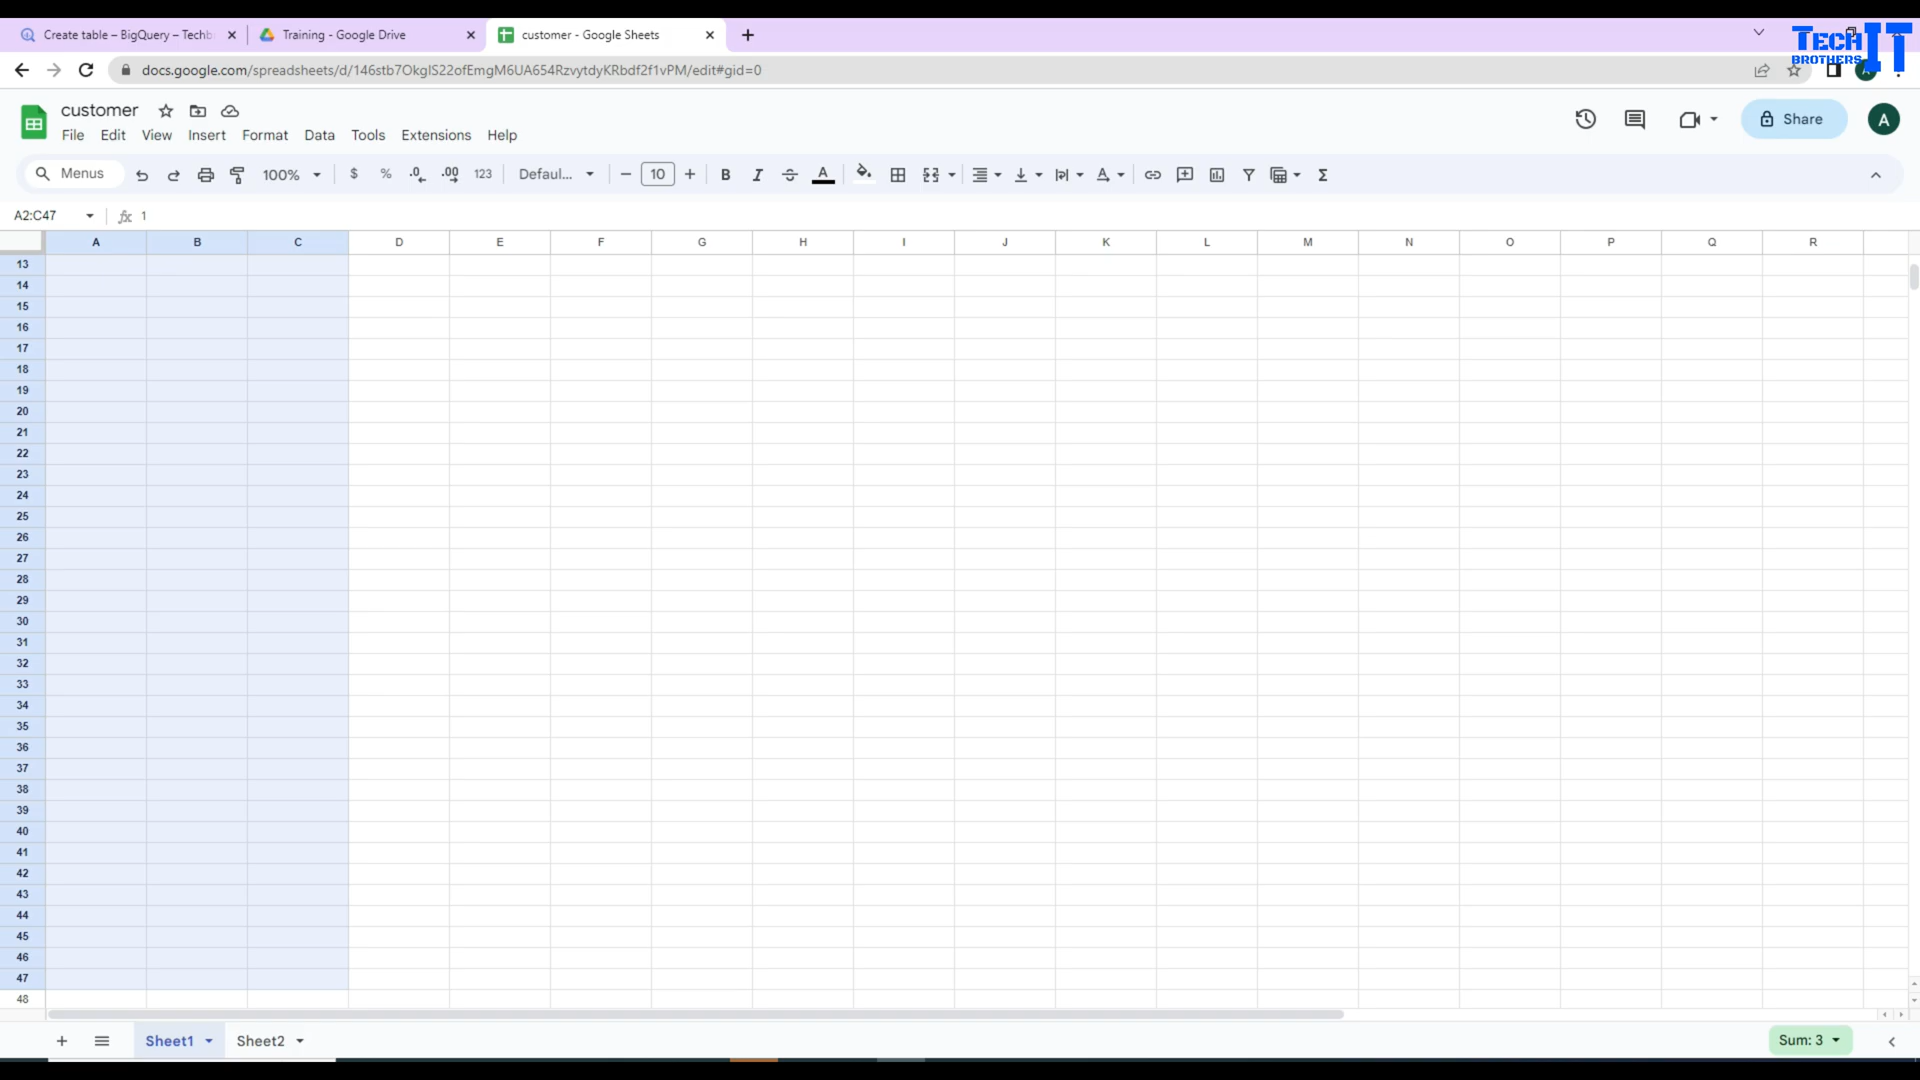 Create table – BigQuery – Techb
Training - Google Drive
customer - Google Sheets
TECH BROTHERS IT
docs.google.com/spreadsheets/d/146stb7OkgIS22ofEmgM6UA654RzvytdyKRbdf2f1vPM/edit#gid=0
customer
File Edit View Insert Format Data Tools Extensions Help
Share
A
Menus 100% $ % .0 .00 123 Defaul... 10 B I A
A2:C47 fx 1
A B C D E F G H I J K L M N O P Q R
13
14
15
16
17
18
19
20
21
22
23
24
25
26
27
28
29
30
31
32
33
34
35
36
37
38
39
40
41
42
43
44
45
46
47
48
Sheet1 Sheet2 Sum: 3